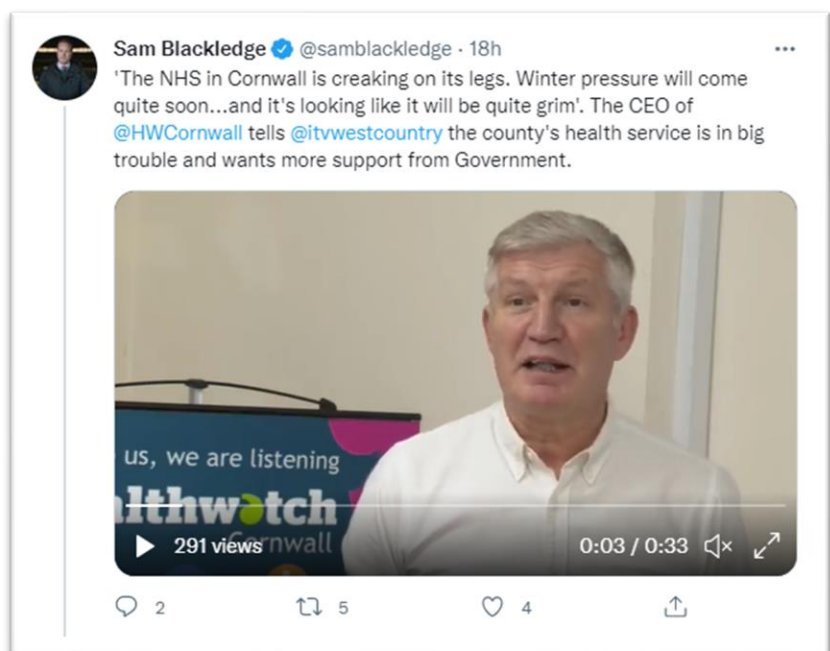 Sam Blackledge @samblackledge · 18h
'The NHS in Cornwall is creaking on its legs. Winter pressure will come
quite soon...and it's looking like it will be quite grim'. The CEO of
@HWCornwall tells @itvwestcountry the county's health service is in big
trouble and wants more support from Government.
us, we are listening
althwatch
Cornwall
291 views
0:03 / 0:33
2
5
4